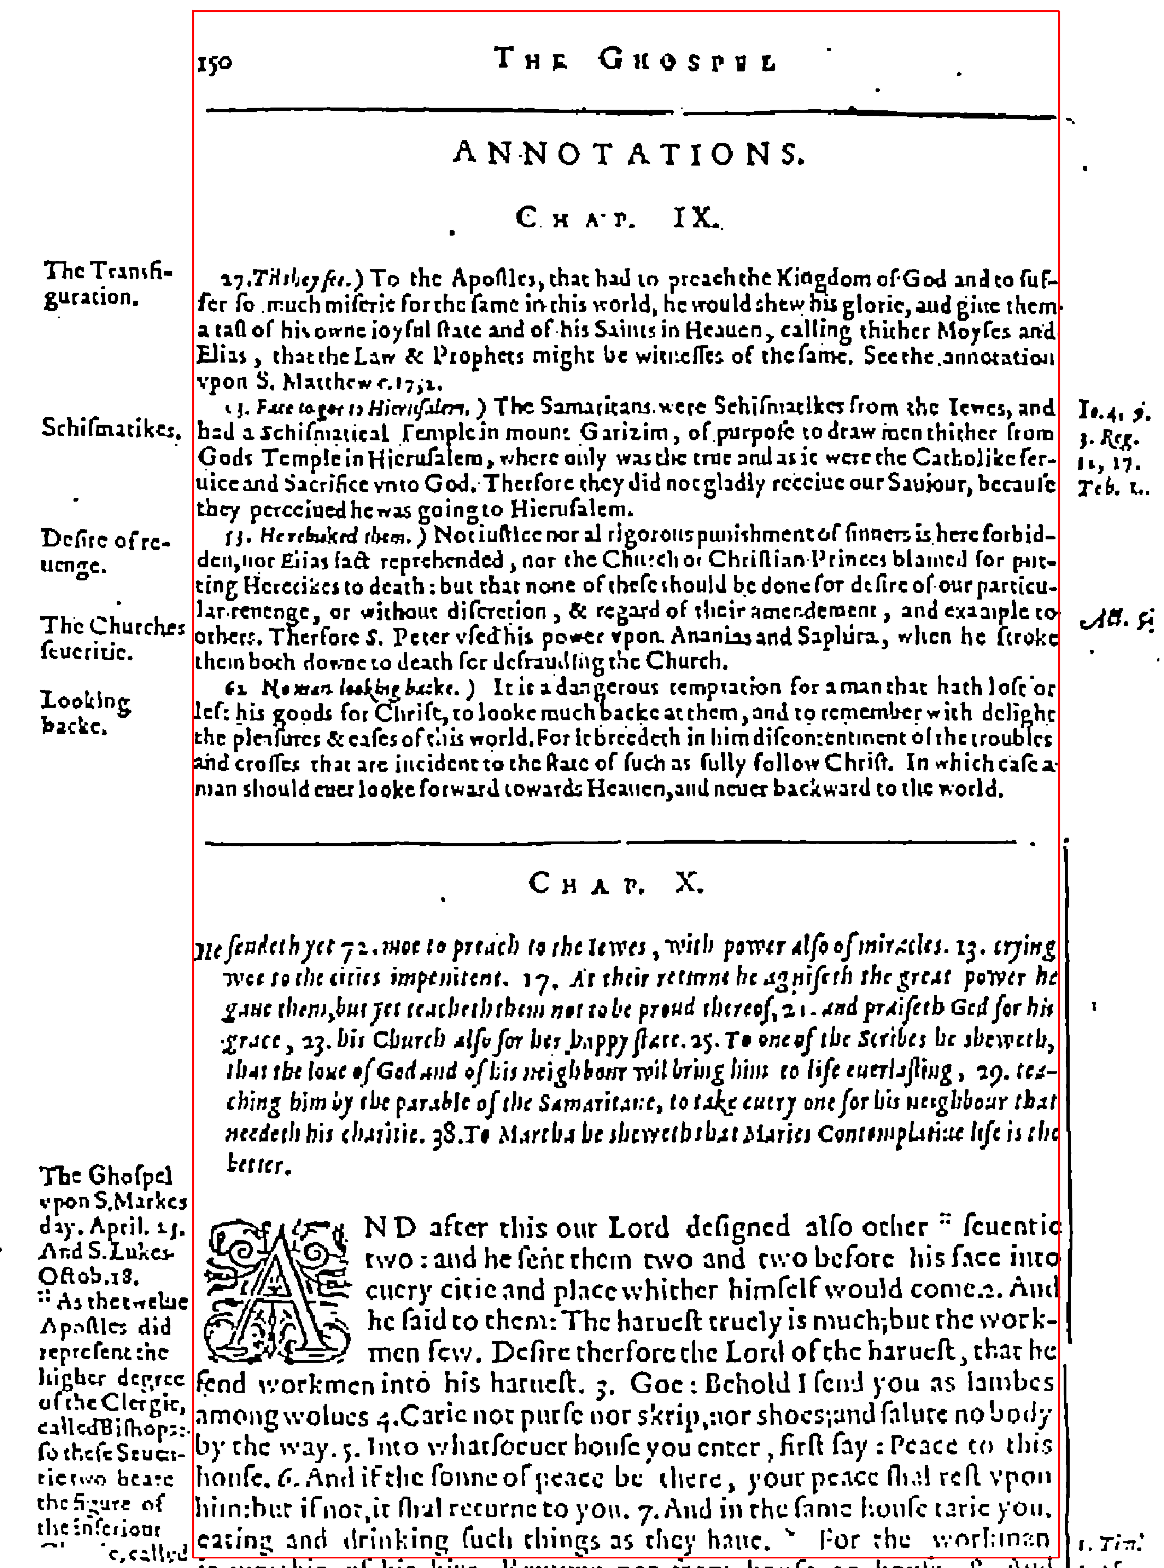 150 THE GHOSPEL
ANNOTATIONS.
CHAP. IX.
The Transfi-
guration.
27. Til they see.) To the Apostles, that had to preach the Kingdom of God and to suf-
fer so much miserie for the same in this world, he would shew his glorie, aud giue them
a tast of his owne ioyful state and of his Saints in Heauen, calling thither Moyses and
Elias, that the Law & Prophets might be witnesses of the same. See the annotation
vpon S. Matthew c. 17, 2.
Schismatikes.
Face to goe to Hierusalem.) The Samaritans were Schismatikes from the Iewes, and
had a Schismatical Temple in mount Garizim, of purpose to draw men thither from
Gods Temple in Hierusalem, where only was the true and as it were the Catholike ser-
uice and Sacrifice vnto God. Therfore they did not gladly receiue our Sauiour, because
they perceiued he was going to Hierusalem.
Io. 4, 9.
3. Reg.
12, 17.
Tob. 1.
Desire of re-
uenge.
The Churches
seueritie.
He rebuked them.) Not iustice nor al rigorous punishment of sinners is here forbid-
den, nor Elias fact reprehended, nor the Church or Christian Princes blamed for put-
ting Heretikes to death: but that none of these should be done for desire of our particu-
lar reuenge, or without discretion, & regard of their amendement, and example to
others. Therfore S. Peter vsed his power vpon Ananias and Saphira, when he stroke
them both downe to death for defrauding the Church.
Act. 5.
Looking
backe.
62. No man looking backe.) It is a dangerous temptation for a man that hath lost or
left his goods for Christ, to looke much backe at them, and to remember with delight
the pleasures & eases of this world. For it breedeth in him discontentment of the troubles
and crosses that are incident to the state of such as fully follow Christ. In which case a
man should euer looke forward towards Heauen, and neuer backward to the world.
CHAP. X.
He sendeth yet 72. moe to preach to the Iewes, with power also of miracles. 13. crying
woe to the cities impenitent. 17. At their returne he agniseth the great power he
gaue them, but yet teacheth them not to be proud thereof, 21. and praiseth God for his
grace, 23. his Church also for her happy state. 25. To one of the Scribes he sheweth,
that the loue of God and of his neighbour wil bring him to life euerlasting, 29. tea-
ching him by the parable of the Samaritane, to take euery one for his neighbour that
needeth his charitie. 38. To Martha he sheweth that Maries Contemplatiue life is the
better.
The Ghospel
vpon S. Markes
day. April. 25.
And S. Lukes
Octob. 18.
:: As the twelue
Apostles did
represent the
higher degree
of the Clergie,
called Bishops:
so these Seuen-
tie two beare
the figure of
the inferiour
called
AND after this our Lord designed also other :: seuentie
two: and he sent them two and two before his face into
euery citie and place whither himself would come. 2. And
he said to them: The haruest truely is much; but the work-
men few. Desire therfore the Lord of the haruest, that he
send workmen into his haruest. 3. Goe: Behold I send you as lambes
among wolues 4. Carie not purse nor skrip, nor shoes; and salute no body
by the way. 5. Into whatsoeuer house you enter, first say: Peace to this
house. 6. And if the sonne of peace be there, your peace shal rest vpon
him: but if not, it shal returne to you. 7. And in the same house tarie you,
eating and drinking such things as they haue. For the workman
1. Tim.